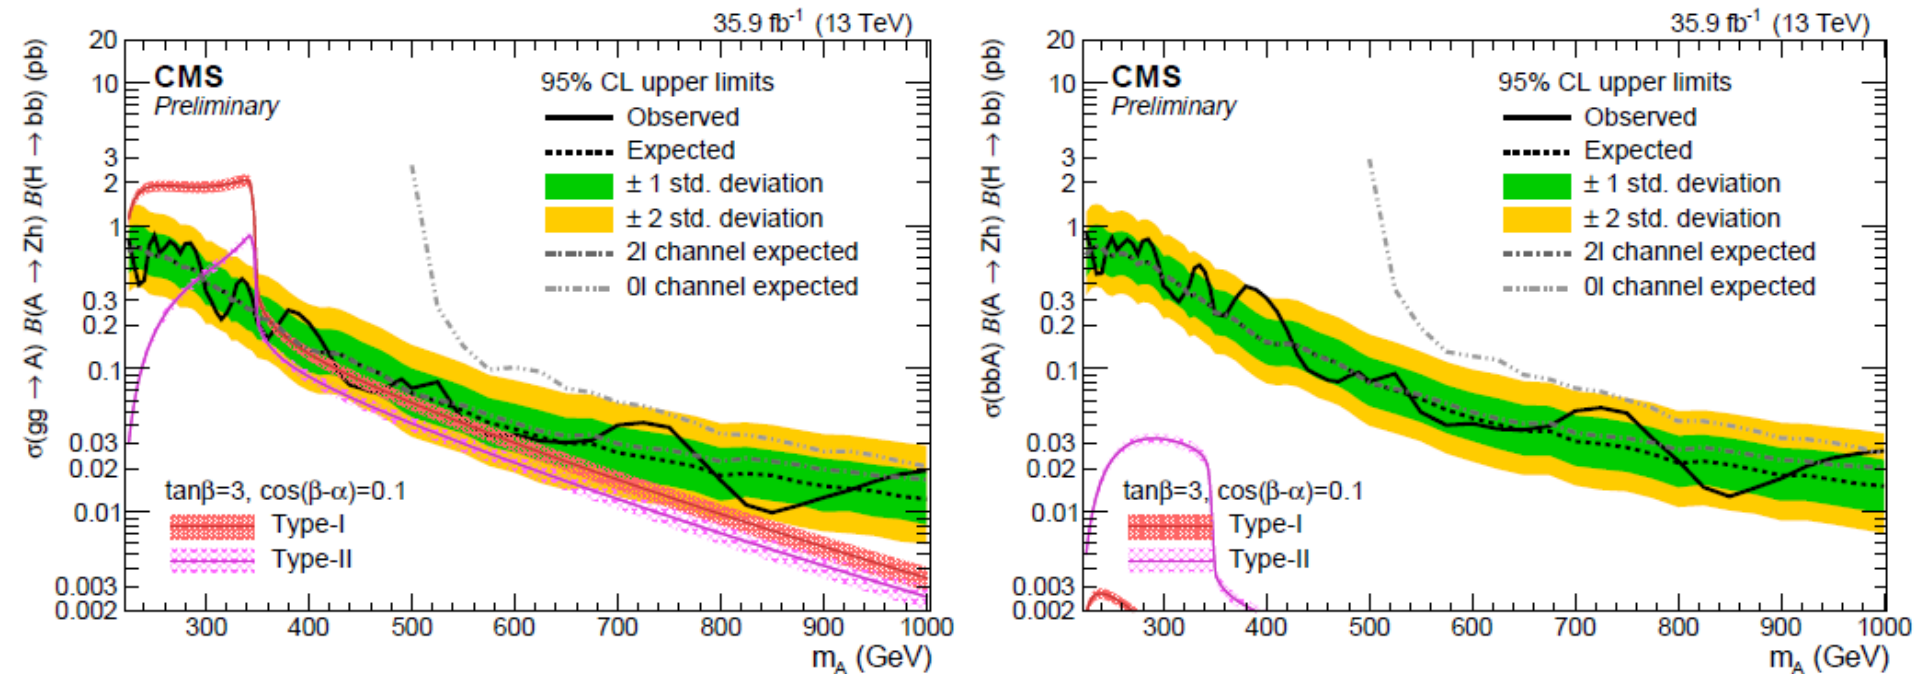 35.9 fb⁻¹ (13 TeV)
σ(gg → A) B(A → Zh) B(H → bb) (pb)
20
10
3
2
1
0.3
0.2
0.1
0.03
0.02
0.01
0.003
0.002
CMS
Preliminary
95% CL upper limits
Observed
Expected
± 1 std. deviation
± 2 std. deviation
2l channel expected
0l channel expected
tanβ=3, cos(β-α)=0.1
Type-I
Type-II
300 400 500 600 700 800 900 1000
m_A (GeV)
35.9 fb⁻¹ (13 TeV)
σ(bbA) B(A → Zh) B(H → bb) (pb)
20
10
3
2
1
0.3
0.2
0.1
0.03
0.02
0.01
0.003
0.002
CMS
Preliminary
95% CL upper limits
Observed
Expected
± 1 std. deviation
± 2 std. deviation
2l channel expected
0l channel expected
tanβ=3, cos(β-α)=0.1
Type-I
Type-II
300 400 500 600 700 800 900 1000
m_A (GeV)